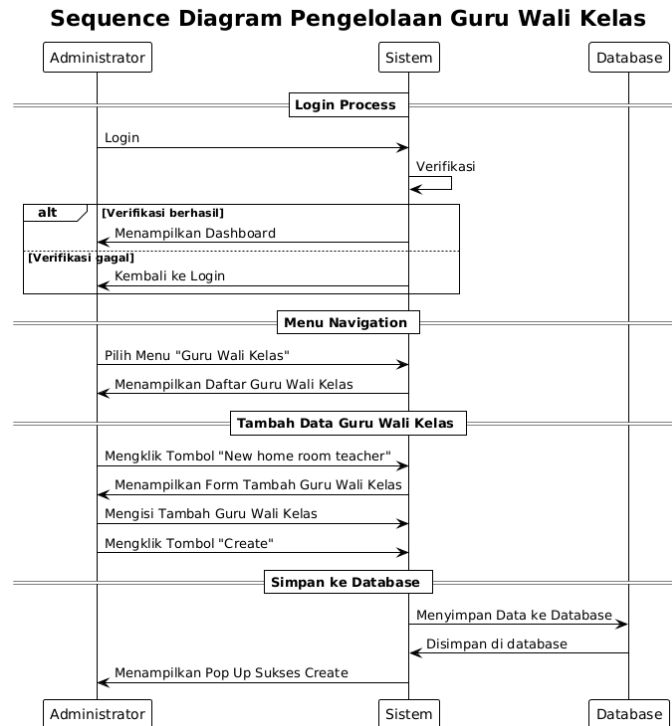 Sequence Diagram Pengelolaan Guru Wali Kelas
Administrator
Sistem
Database
Login Process
Login
Verifikasi
alt
[Verifikasi berhasil]
Menampilkan Dashboard
[Verifikasi gagal]
Kembali ke Login
Menu Navigation
Pilih Menu "Guru Wali Kelas"
Menampilkan Daftar Guru Wali Kelas
Tambah Data Guru Wali Kelas
Mengklik Tombol "New home room teacher"
Menampilkan Form Tambah Guru Wali Kelas
Mengisi Tambah Guru Wali Kelas
Mengklik Tombol "Create"
Simpan ke Database
Menyimpan Data ke Database
Disimpan di database
Menampilkan Pop Up Sukses Create
Administrator
Sistem
Database